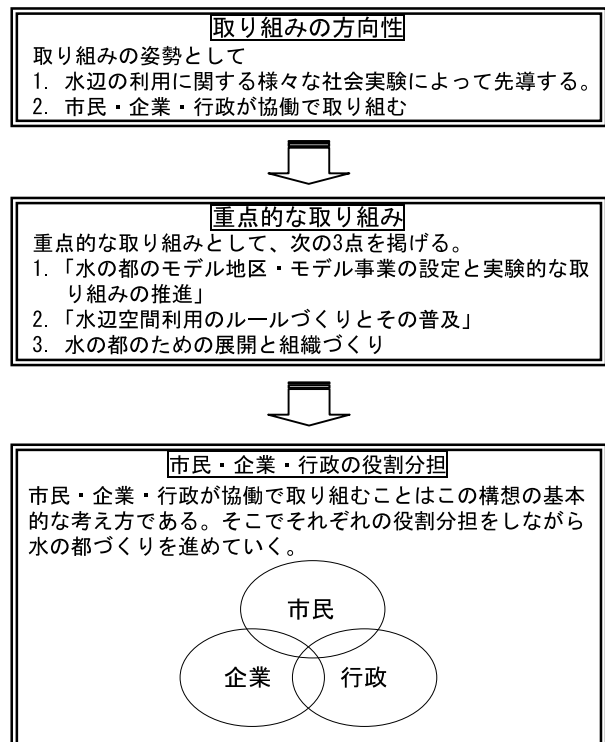 取り組みの方向性
取り組みの姿勢として
1. 水辺の利用に関する様々な社会実験によって先導する。
2. 市民・企業・行政が協働で取り組む
重点的な取り組み
重点的な取り組みとして、次の3点を掲げる。
1.「水の都のモデル地区・モデル事業の設定と実験的な取
り組みの推進」
2.「水辺空間利用のルールづくりとその普及」
3. 水の都のための展開と組織づくり
市民・企業・行政の役割分担
市民・企業・行政が協働で取り組むことはこの構想の基本
的な考え方である。そこでそれぞれの役割分担をしながら
水の都づくりを進めていく。
市民
企業
行政